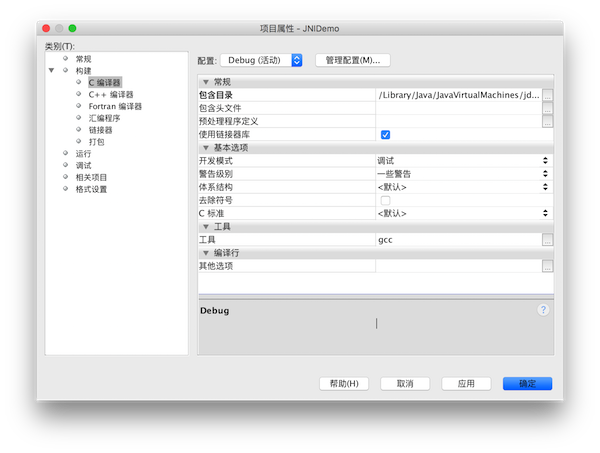 项目属性 - JNIDemo
类别(T):
常规
构建
C 编译器
C++ 编译器
Fortran 编译器
汇编程序
链接器
打包
运行
调试
相关项目
格式设置
配置: Debug (活动) 管理配置(M)...
常规
包含目录 /Library/Java/JavaVirtualMachines/jd... ...
包含头文件 ...
预处理程序定义 ...
使用链接器库
基本选项
开发模式 调试
警告级别 一些警告
体系结构 <默认>
去除符号
C 标准 <默认>
工具
工具 gcc ...
编译行
其他选项 ...
Debug ?
帮助(H) 取消 应用 确定